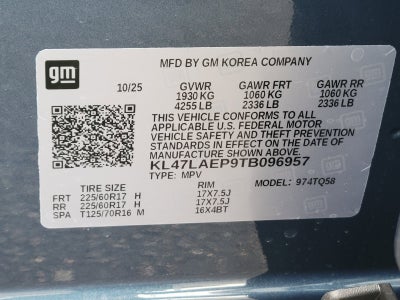 gm
MFD BY GM KOREA COMPANY
10/25 GVWR GAWR FRT GAWR RR
1930 KG 1060 KG 1060 KG
4255 LB 2336 LB 2336 LB
THIS VEHICLE CONFORMS TO ALL
APPLICABLE U.S. FEDERAL MOTOR
VEHICLE SAFETY AND THEFT PREVENTION
STANDARDS IN EFFECT ON THE DATE OF
MANUFACTURE SHOWN ABOVE.
KL47LAEP9TB096957
TYPE: MPV MODEL: 974TQ58
TIRE SIZE RIM
FRT 225/60R17 H 17X7.5J
RR 225/60R17 H 17X7.5J
SPA T125/70R16 M 16X4BT